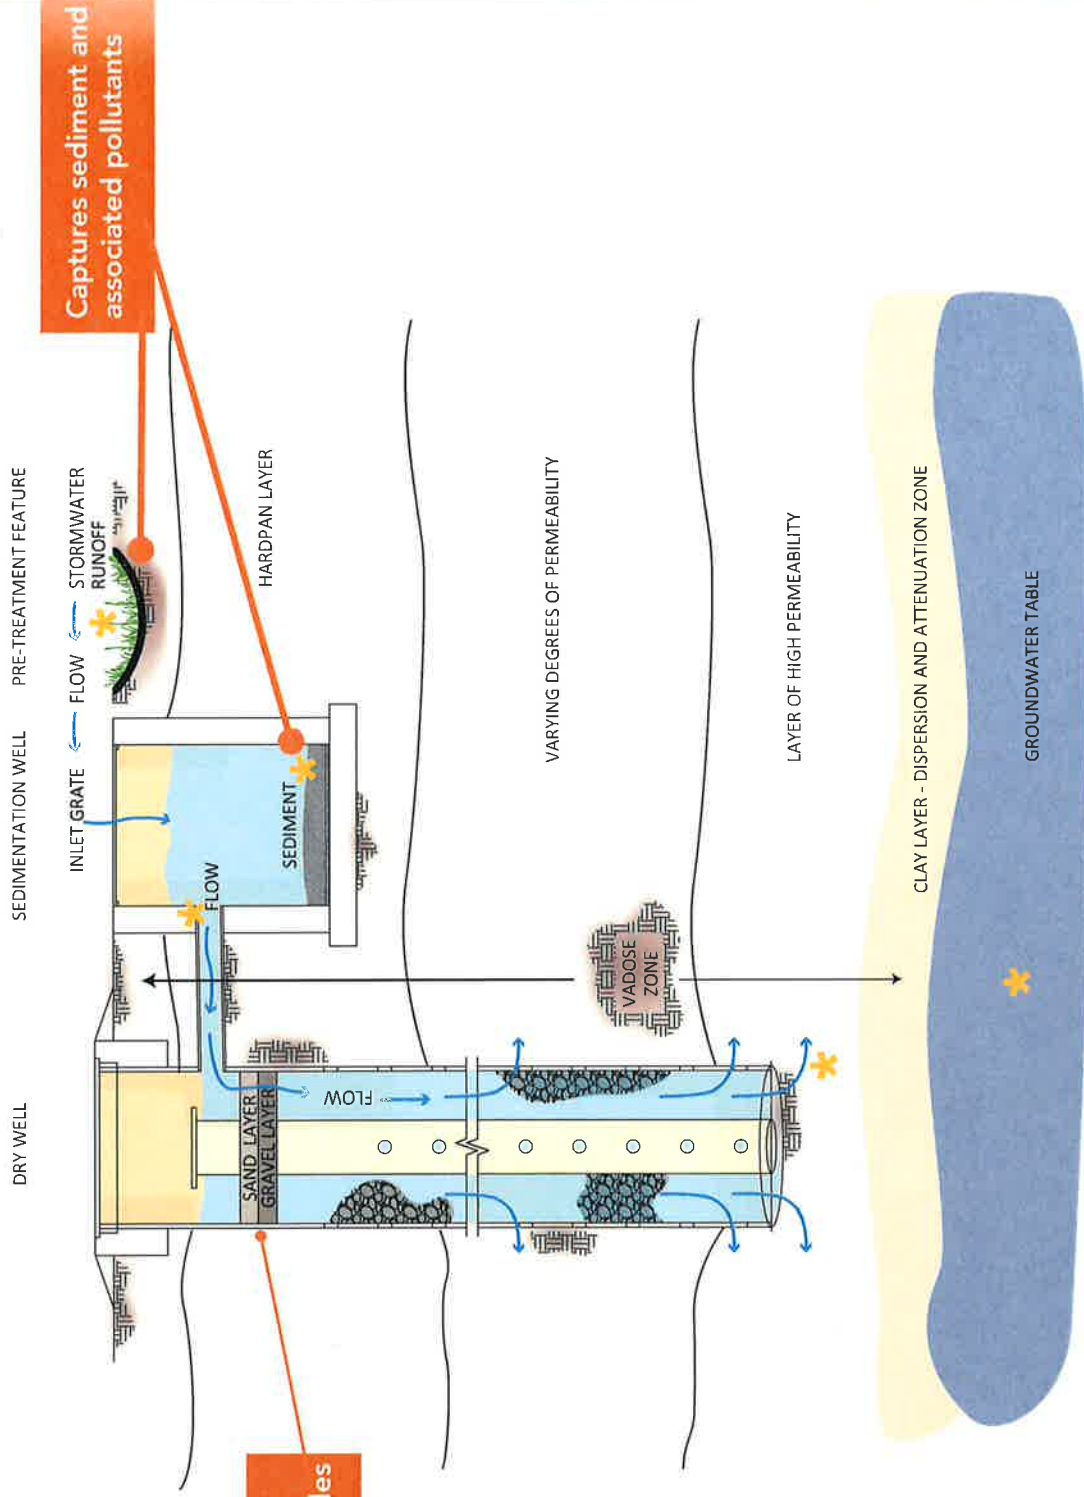 DRY WELL
SEDIMENTATION WELL
PRE-TREATMENT FEATURE
Captures sediment and
associated pollutants
INLET GRATE
FLOW
STORMWATER
RUNOFF
FLOW
SEDIMENT
HARDPAN LAYER
SAND LAYER
GRAVEL LAYER
FLOW
VARYING DEGREES OF PERMEABILITY
VADOSE
ZONE
LAYER OF HIGH PERMEABILITY
CLAY LAYER - DISPERSION AND ATTENUATION ZONE
GROUNDWATER TABLE